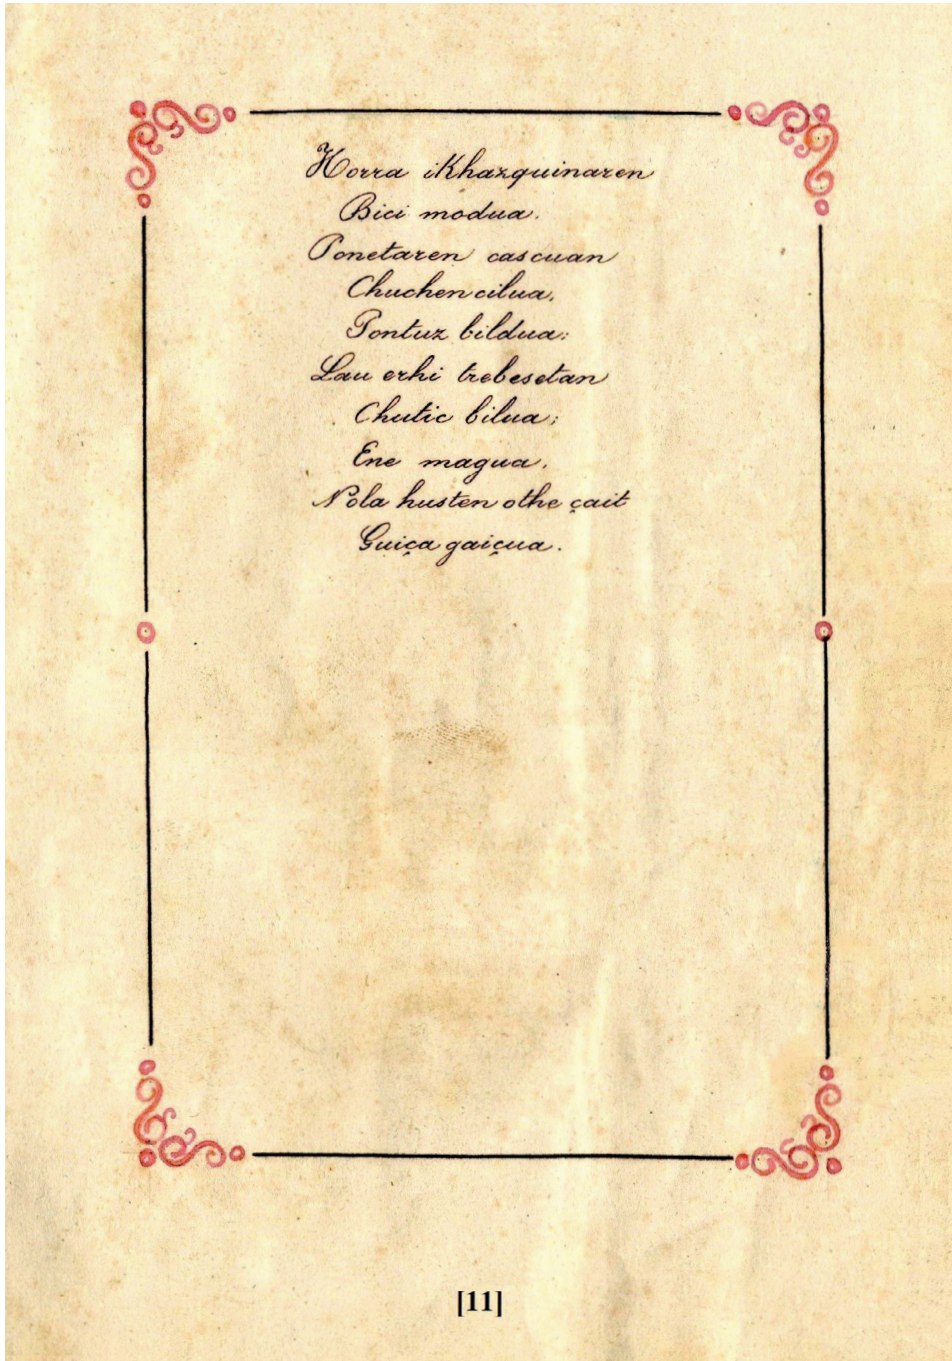 Horra ikhazquinaren
Bici modua.
Ponetaren cascuan
Chuchen cilua,
Pontuz bildua:
Lau erhi trebesetan
Chutic bilua;
Ene magua,
Nola husten othe çait
Guiça gaiçua.
[11]